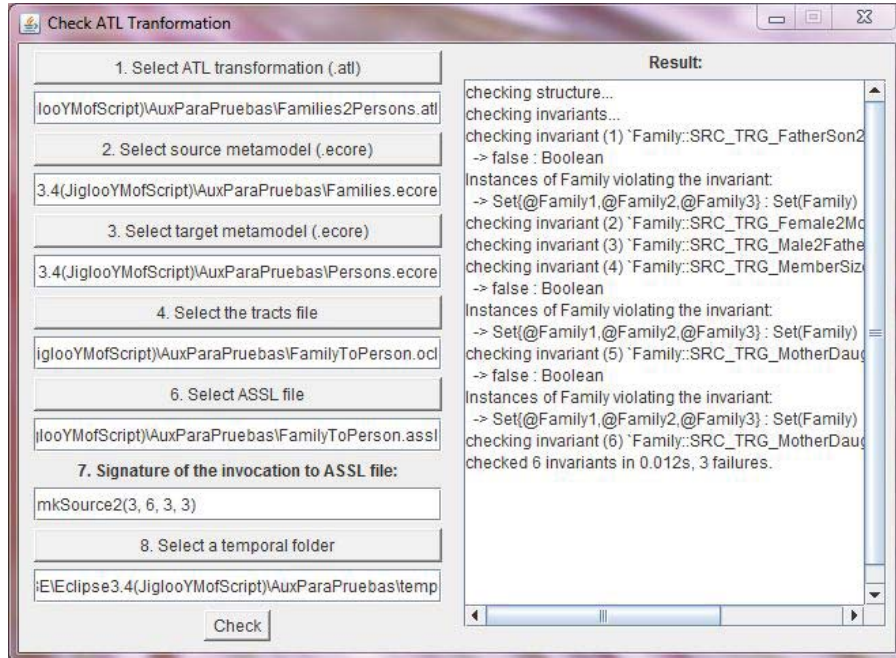 Check ATL Tranformation
1. Select ATL transformation (.atl)
looYMofScript)\AuxParaPruebas\Families2Persons.atl
2. Select source metamodel (.ecore)
3.4(JiglooYMofScript)\AuxParaPruebas\Families.ecore
3. Select target metamodel (.ecore)
3.4(JiglooYMofScript)\AuxParaPruebas\Persons.ecore
4. Select the tracts file
iglooYMofScript)\AuxParaPruebas\FamilyToPerson.ocl
6. Select ASSL file
glooYMofScript)\AuxParaPruebas\FamilyToPerson.assl
7. Signature of the invocation to ASSL file:
mkSource2(3, 6, 3, 3)
8. Select a temporal folder
E\Eclipse3.4(JiglooYMofScript)\AuxParaPruebas\temp
Check
Result:
checking structure...
checking invariants...
checking invariant (1) `Family::SRC_TRG_FatherSon2
-> false : Boolean
Instances of Family violating the invariant:
-> Set{@Family1,@Family2,@Family3} : Set(Family)
checking invariant (2) `Family::SRC_TRG_Female2Mo
checking invariant (3) `Family::SRC_TRG_Male2Fathe
checking invariant (4) `Family::SRC_TRG_MemberSize
-> false : Boolean
Instances of Family violating the invariant:
-> Set{@Family1,@Family2,@Family3} : Set(Family)
checking invariant (5) `Family::SRC_TRG_MotherDaug
-> false : Boolean
Instances of Family violating the invariant:
-> Set{@Family1,@Family2,@Family3} : Set(Family)
checking invariant (6) `Family::SRC_TRG_MotherDaug
checked 6 invariants in 0.012s, 3 failures.